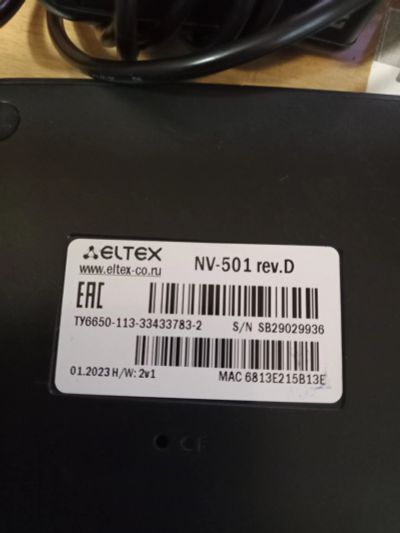 ELTEX
www.eltex-co.ru
NV-501 rev.D
EAC
ТУ6650-113-33433783-2
S/N SB29029936
01.2023 H/W: 2v1
MAC 6813E215B13E
CF